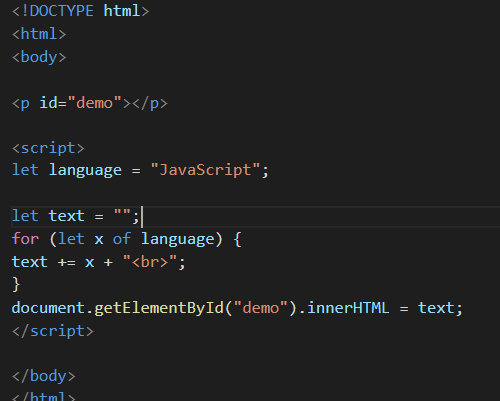 <!DOCTYPE html>
<html>
<body>
<p id="demo"></p>
<script>
let language = "JavaScript";
let text = "";
for (let x of language) {
text += x + "<br>";
}
document.getElementById("demo").innerHTML = text;
</script>
</body>
</html>